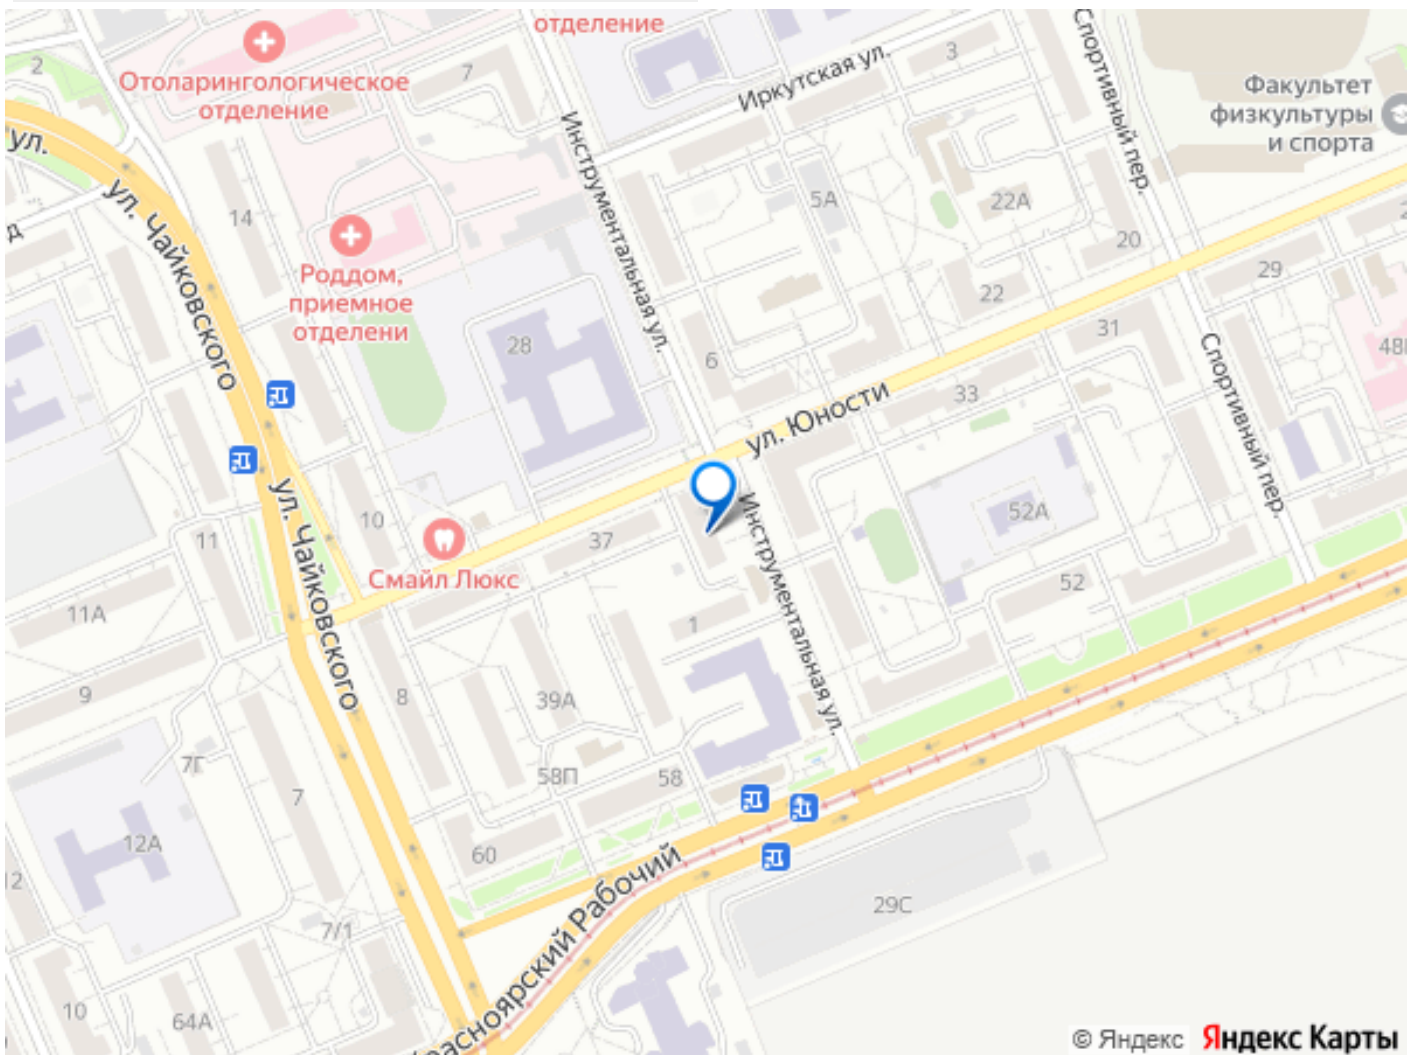 отделение
2
Отоларингологическое
отделение
7
Иркутская ул.
3
Спортивный пер.
Факультет
физкультуры
и спорта
ул.
ул. Чайковского
14
Инструментальная ул.
5А
22А
20
д
Роддом,
приемное
отделени
28
6
22
29
31
Спортивный пер.
48
33
ул. Юности
ул. Чайковского
10
11
Смайл Люкс
37
Инструментальная ул.
52А
52
11А
1
9
8
39А
7Г
58П
58
7
12А
60
12
Красноярский Рабочий
29С
7/1
10
64А
© Яндекс Яндекс Карты